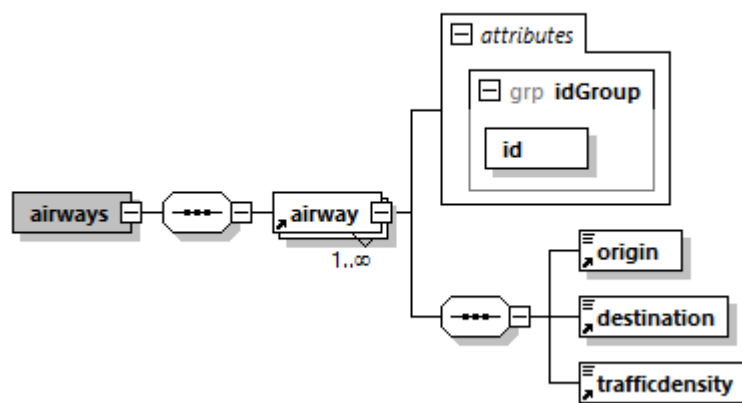 attributes
grp idGroup
id
airways
airway
1..∞
origin
destination
trafficdensity